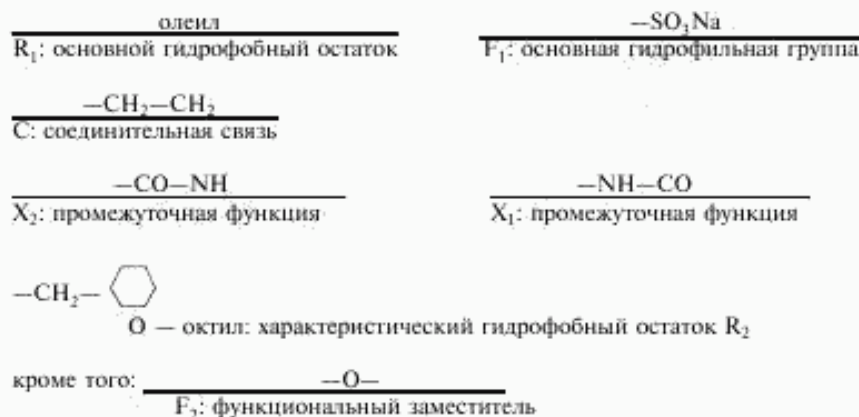 олеил —SO₃Na
R₁: основной гидрофобный остаток F₁: основная гидрофильная группа
—CH₂—CH₂
C: соединительная связь
—CO—NH —NH—CO
X₂: промежуточная функция X₁: промежуточная функция
—CH₂—
O — октил: характеристический гидрофобный остаток R₂
кроме того: —O—
F₂: функциональный заместитель